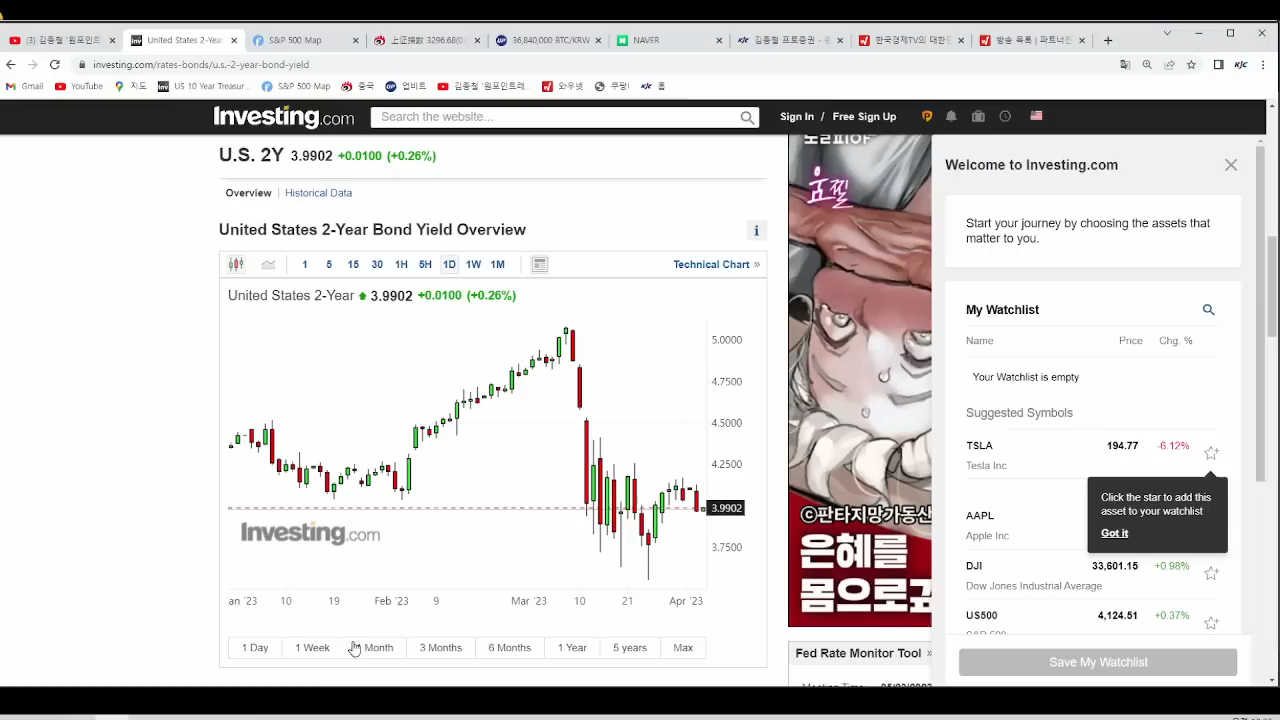 (3) 김종철 '원포인트
United States 2-Yea
S&P 500 Map
上证指数 3296.68(0.
36,840,000 BTC/KRW
NAVER
김종철 프로증권 - 증
한국경제TV의 대한민
방송 목록 | 파트너진
investing.com/rates-bonds/u.s.-2-year-bond-yield
Gmail
YouTube
지도
US 10 Year Treasur...
S&P 500 Map
중국
업비트
김종철 '원포인트레..
와우넷
쿠팡!
홈
Investing.com
Search the website...
Sign In / Free Sign Up
U.S. 2Y 3.9902 +0.0100 (+0.26%)
Overview | Historical Data
United States 2-Year Bond Yield Overview
i
1 5 15 30 1H 5H 1D 1W 1M
Technical Chart »
United States 2-Year 3.9902 +0.0100 (+0.26%)
5.0000
4.7500
4.5000
4.2500
3.9902
3.7500
Investing.com
an '23 10 19 Feb '23 9 Mar '23 10 21 Apr '23
1 Day 1 Week Month 3 Months 6 Months 1 Year 5 years Max
움찔
©판타지망가동산
은혜를
몸으로갚
Fed Rate Monitor Tool »
Welcome to Investing.com
Start your journey by choosing the assets that
matter to you.
My Watchlist
Name Price Chg. %
Your Watchlist is empty
Suggested Symbols
TSLA 194.77 -6.12%
Tesla Inc
Click the star to add this
asset to your watchlist
Got it
AAPL
Apple Inc
DJI 33,601.15 +0.98%
Dow Jones Industrial Average
US500 4,124.51 +0.37%
Save My Watchlist